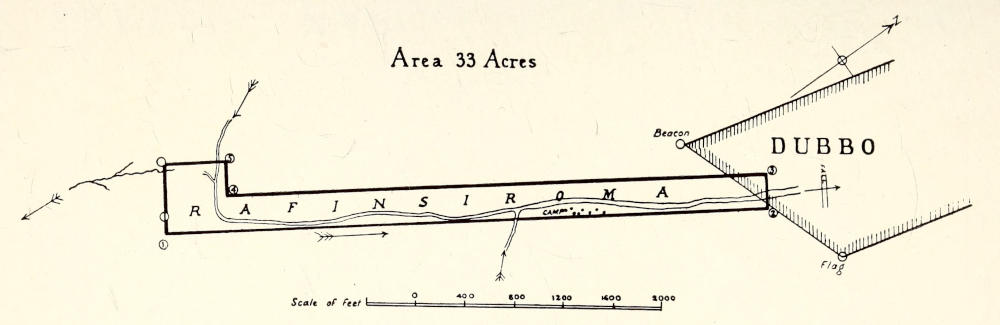 Area 33 Acres
Z
Beacon
DUBBO
5
4
3
RAFINSIROMA
CAMP
2
1
Flag
Scale of feet
0 400 800 1200 1600 2000